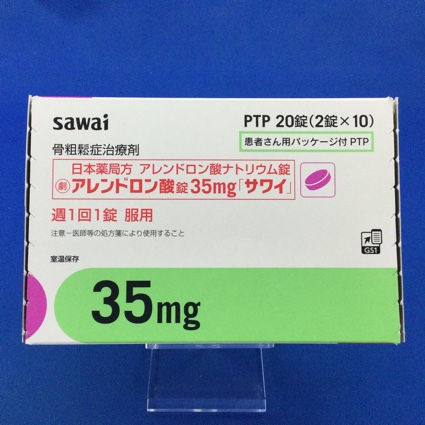 sawai
PTP 20錠(2錠×10)
患者さん用パッケージ付 PTP
骨粗鬆症治療剤
日本薬局方 アレンドロン酸ナトリウム錠
劇 アレンドロン酸錠35mg「サワイ」
週1回1錠 服用
注意-医師等の処方箋により使用すること
GS1
室温保存
35mg